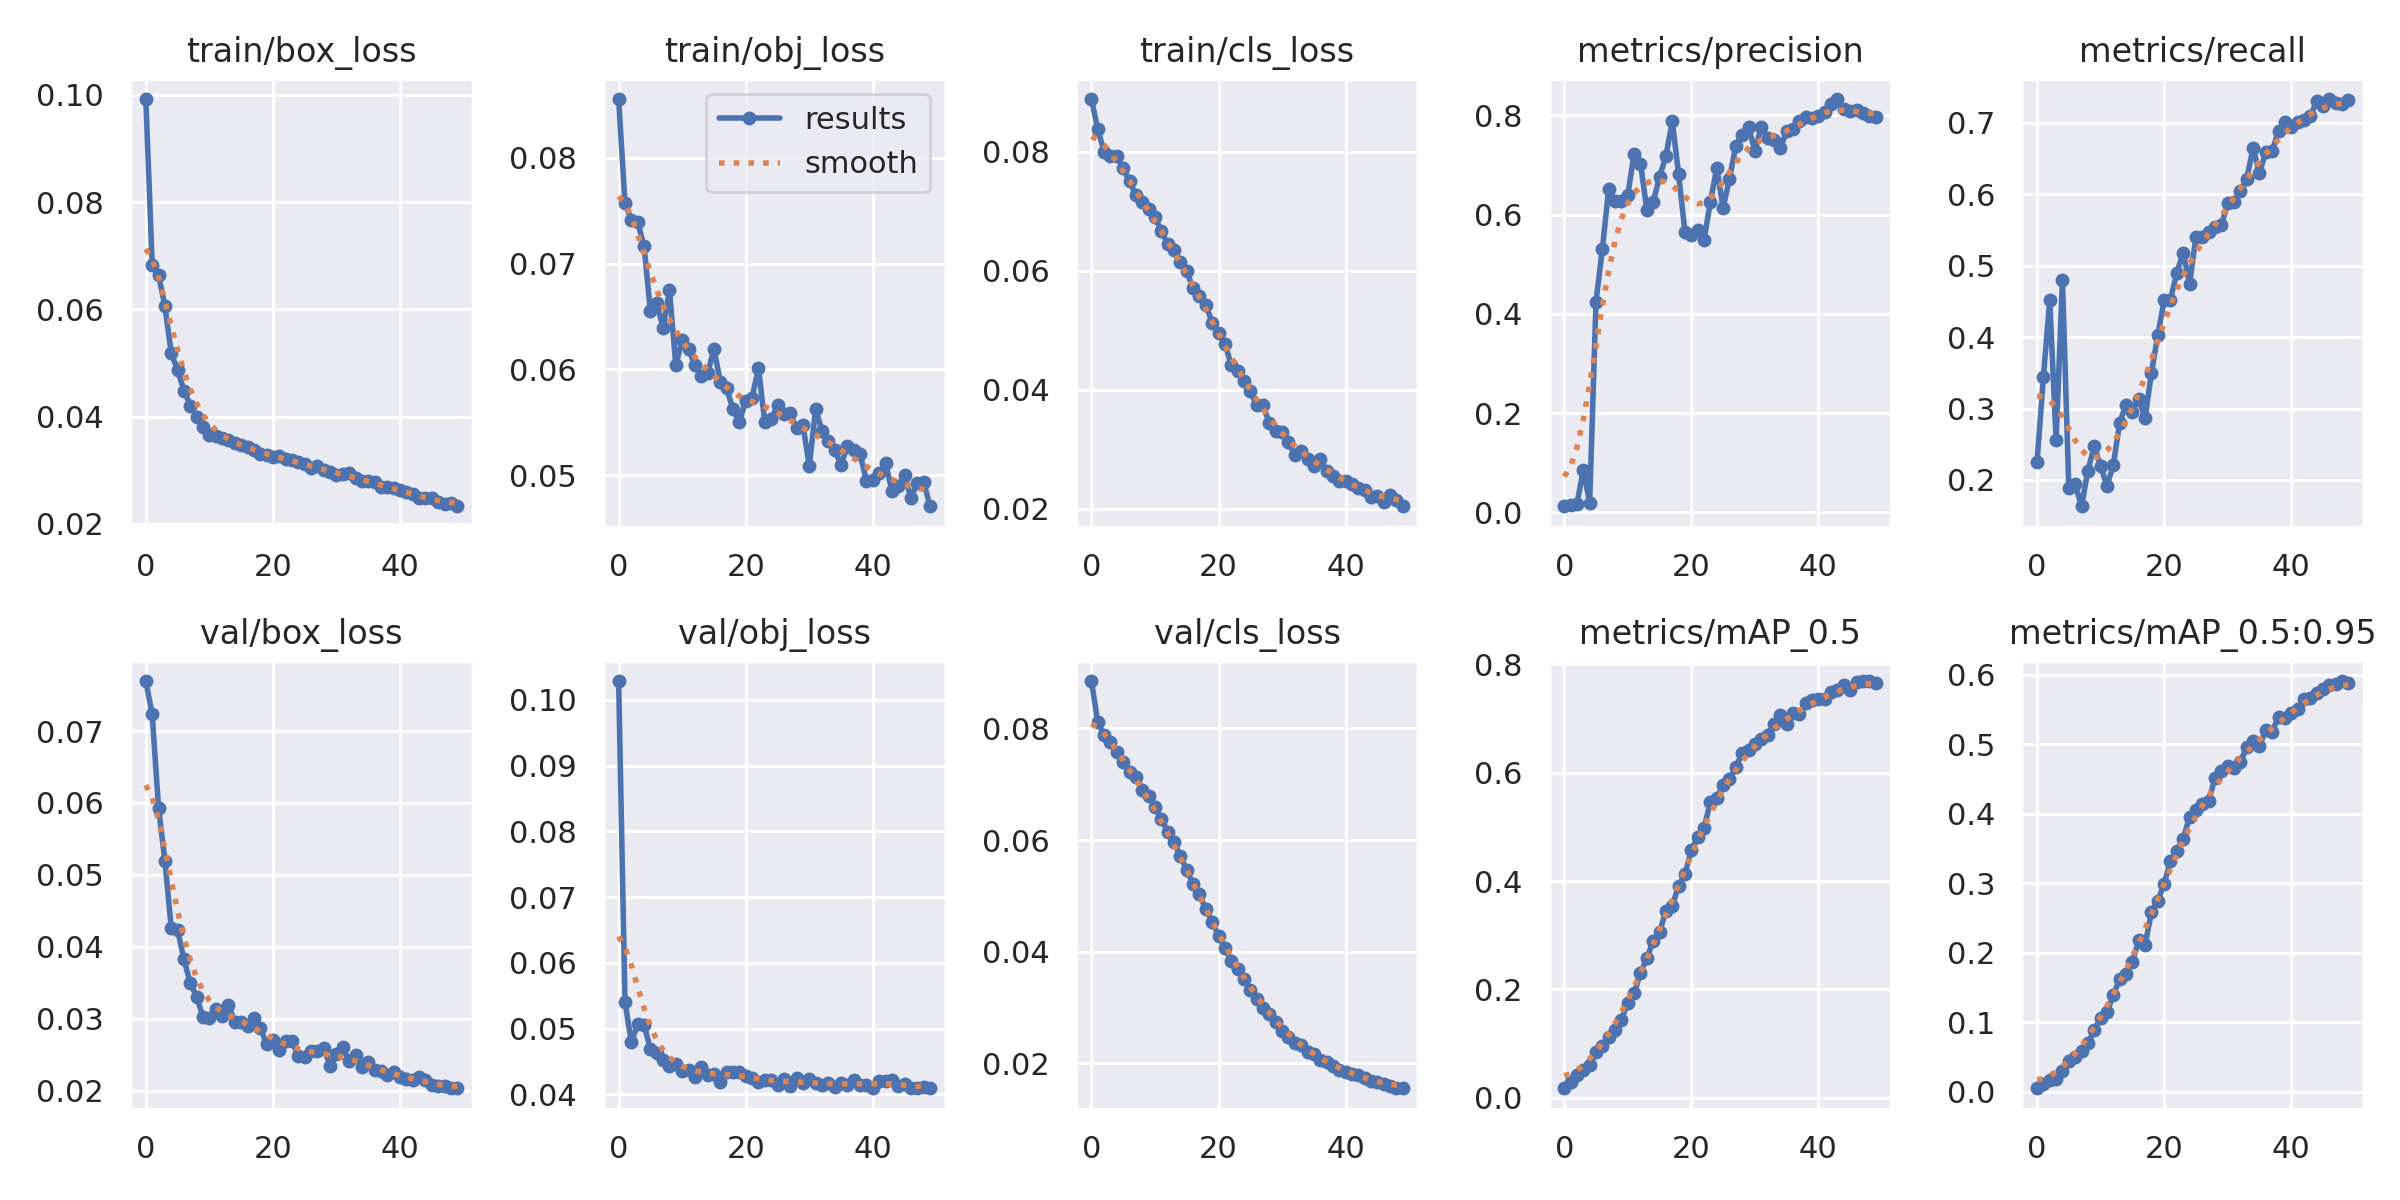 train/box_loss
0.10
0.08
0.06
0.04
0.02
0 20 40
train/obj_loss
results
smooth
0.08
0.07
0.06
0.05
0 20 40
train/cls_loss
0.08
0.06
0.04
0.02
0 20 40
metrics/precision
0.8
0.6
0.4
0.2
0.0
0 20 40
metrics/recall
0.7
0.6
0.5
0.4
0.3
0.2
0 20 40
val/box_loss
0.07
0.06
0.05
0.04
0.03
0.02
0 20 40
val/obj_loss
0.10
0.09
0.08
0.07
0.06
0.05
0.04
0 20 40
val/cls_loss
0.08
0.06
0.04
0.02
0 20 40
metrics/mAP_0.5
0.8
0.6
0.4
0.2
0.0
0 20 40
metrics/mAP_0.5:0.95
0.6
0.5
0.4
0.3
0.2
0.1
0.0
0 20 40